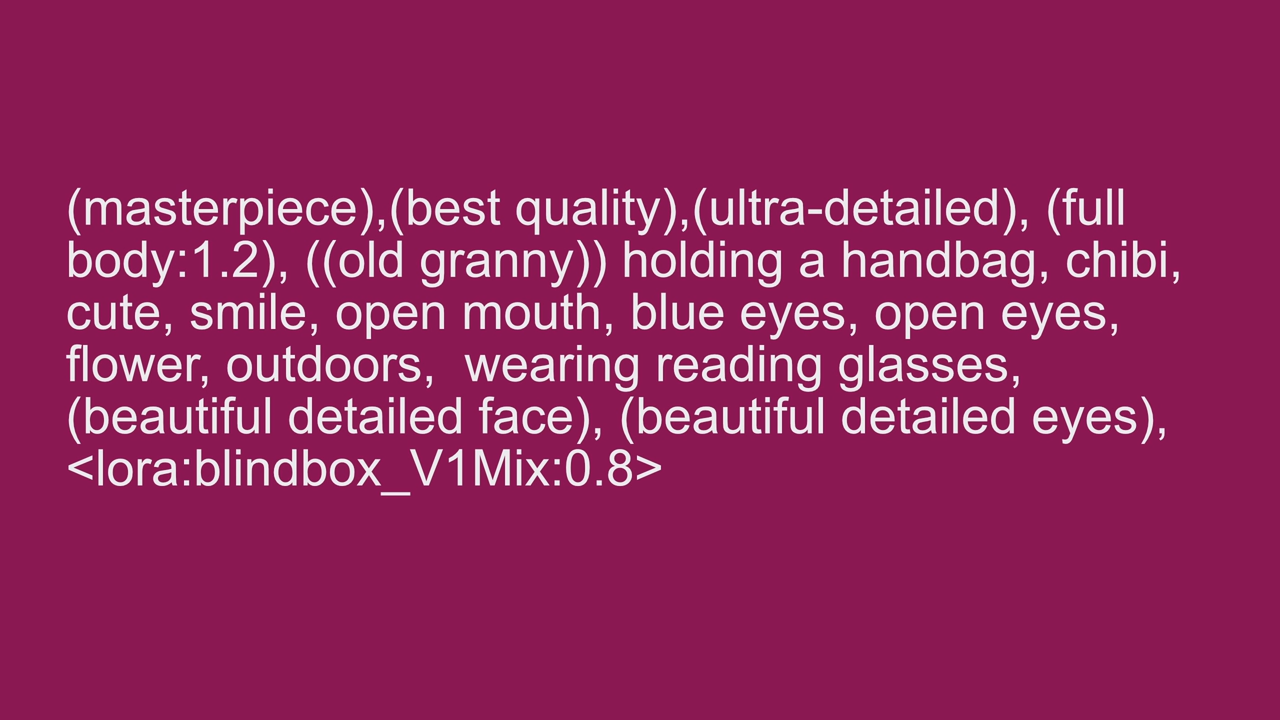 (masterpiece),(best quality),(ultra-detailed), (full
body:1.2), ((old granny)) holding a handbag, chibi,
cute, smile, open mouth, blue eyes, open eyes,
flower, outdoors,  wearing reading glasses,
(beautiful detailed face), (beautiful detailed eyes),
<lora:blindbox_V1Mix:0.8>